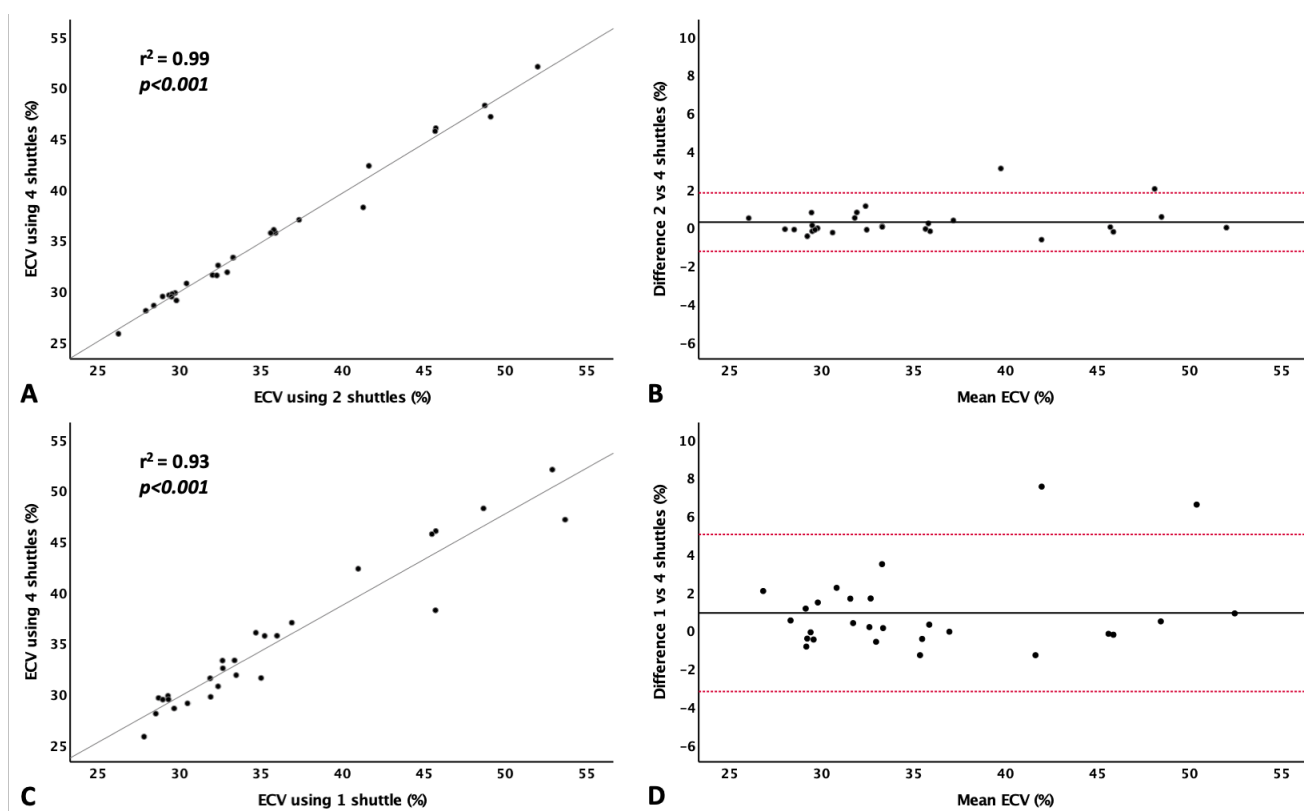 r² = 0.99
p<0.001
ECV using 4 shuttles (%)
55
50
45
40
35
30
25
25 30 35 40 45 50 55
A ECV using 2 shuttles (%)
Difference 2 vs 4 shuttles (%)
10
8
6
4
2
0
−2
−4
−6
25 30 35 40 45 50 55
B Mean ECV (%)
r² = 0.93
p<0.001
ECV using 4 shuttles (%)
55
50
45
40
35
30
25
25 30 35 40 45 50 55
C ECV using 1 shuttle (%)
Difference 1 vs 4 shuttles (%)
10
8
6
4
2
0
−2
−4
−6
25 30 35 40 45 50 55
D Mean ECV (%)